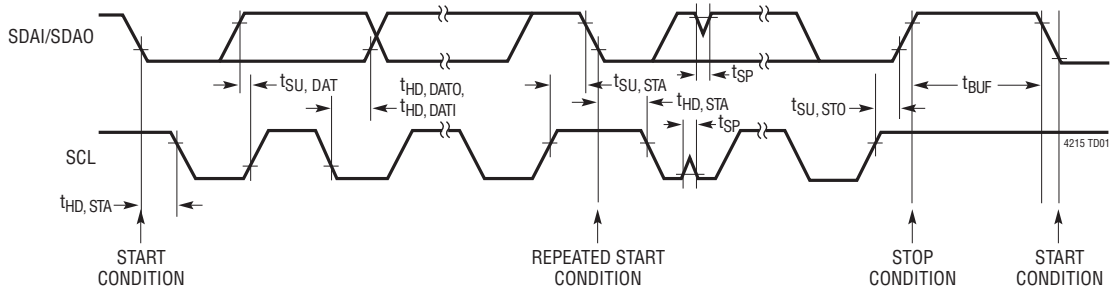 SDAI/SDAO
tSU, DAT
tHD, DATO,
tHD, DATI
tSU, STA
tHD, STA
tSP
tSP
tSU, STO
tBUF
4215 TD01
SCL
tHD, STA
START
CONDITION
REPEATED START
CONDITION
STOP
CONDITION
START
CONDITION